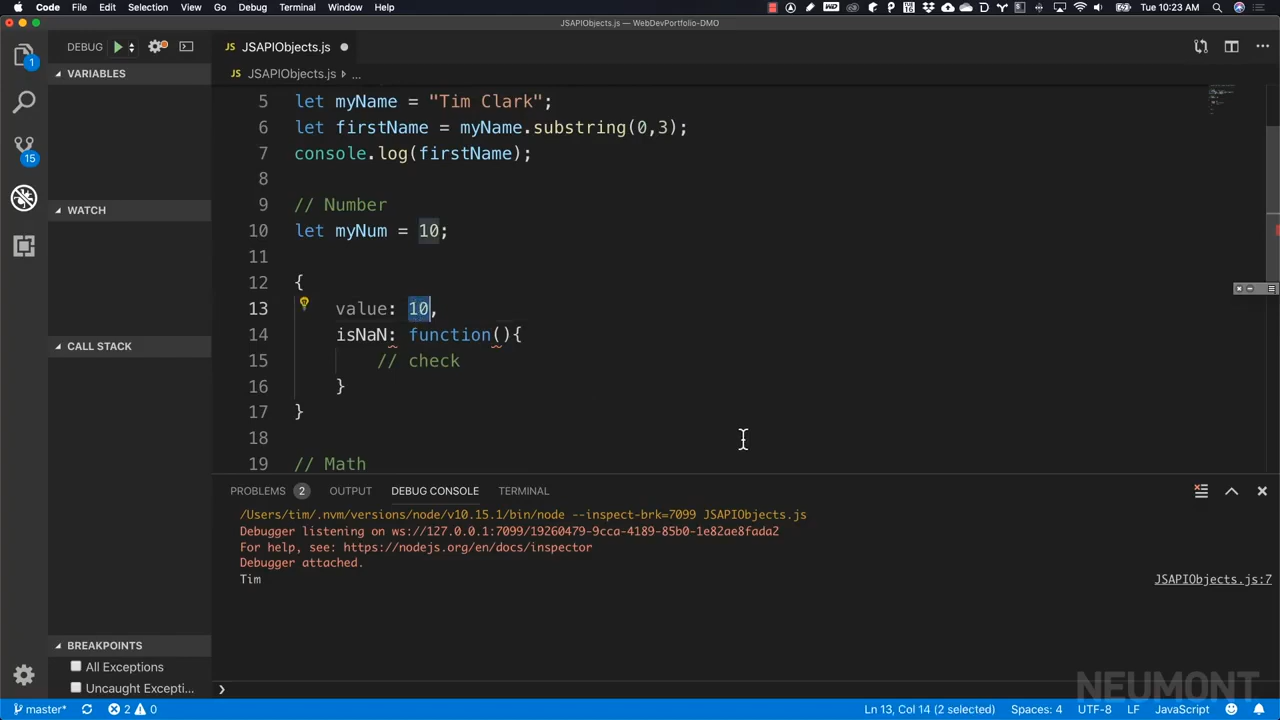 Code File Edit Selection View Go Debug Terminal Window Help Tue 10:23 AM
JSAPIObjects.js — WebDevPortfolio-DMO
DEBUG
JS JSAPIObjects.js
1
VARIABLES
JS JSAPIObjects.js ...
5 let myName = "Tim Clark";
6 let firstName = myName.substring(0,3);
7 console.log(firstName);
8
9 // Number
10 let myNum = 10;
11
12 {
13 value: 10,
14 isNaN: function(){
15 // check
16 }
17 }
18
19 // Math
15
WATCH
CALL STACK
BREAKPOINTS
All Exceptions
Uncaught Excepti...
PROBLEMS 2 OUTPUT DEBUG CONSOLE TERMINAL
/Users/tim/.nvm/versions/node/v10.15.1/bin/node --inspect-brk=7099 JSAPIObjects.js
Debugger listening on ws://127.0.0.1:7099/19260479-9cca-4189-85b0-1e82ae8fada2
For help, see: https://nodejs.org/en/docs/inspector
Debugger attached.
Tim JSAPIObjects.js:7
NEUMONT
master* 2 0 Ln 13, Col 14 (2 selected) Spaces: 4 UTF-8 LF JavaScript